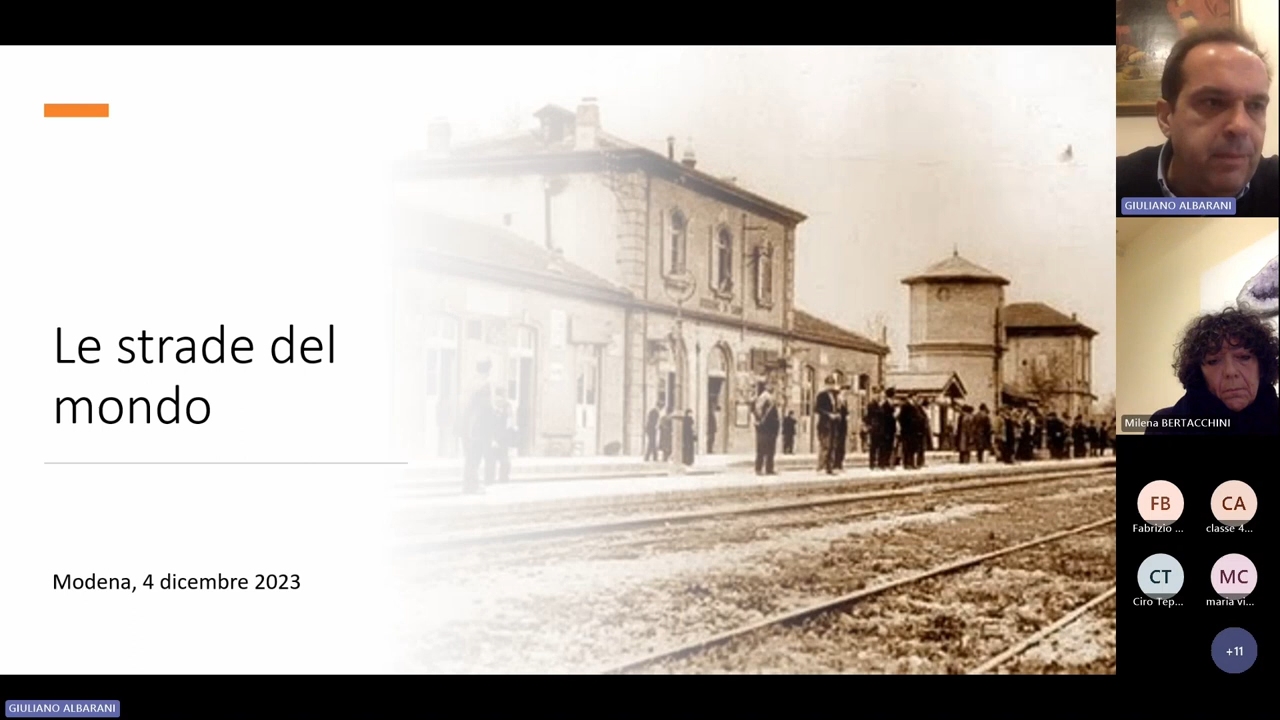 Le strade del
mondo
Modena, 4 dicembre 2023
GIULIANO ALBARANI
Milena BERTACCHINI
FB
CA
Fabrizio ...
classe 4...
CT
MC
Ciro Tep...
maria vi...
+11
GIULIANO ALBARANI